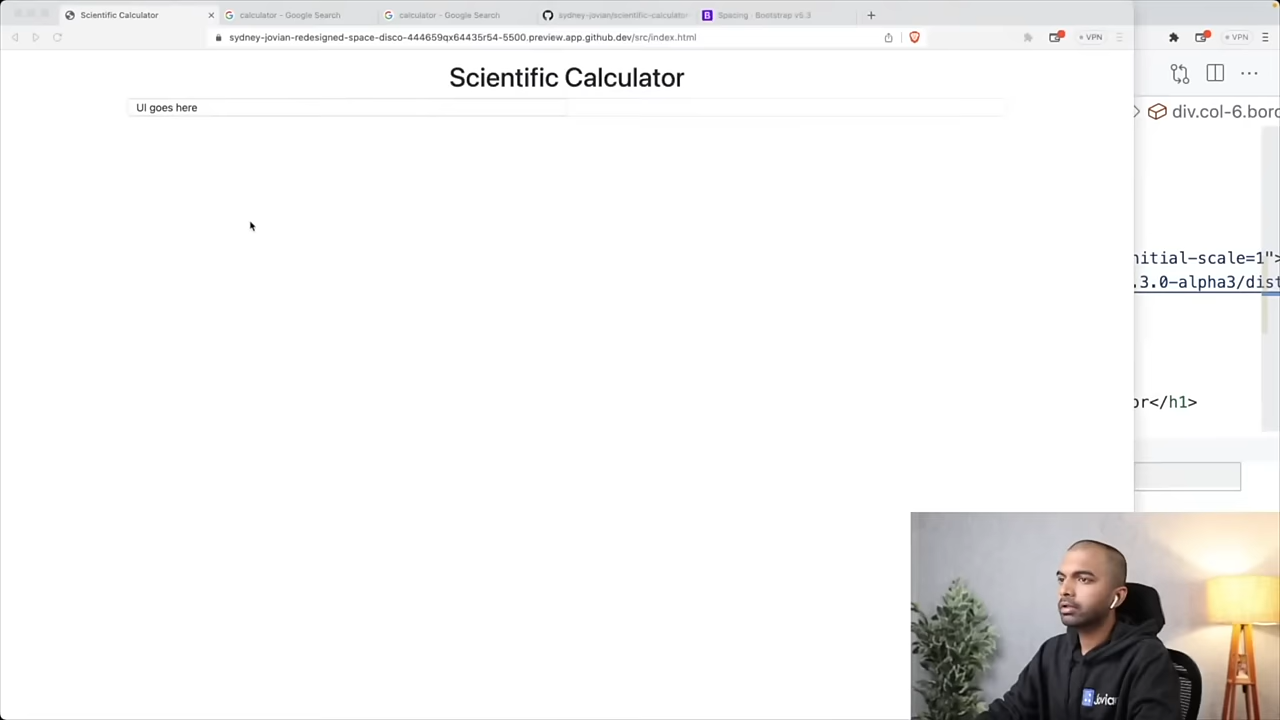 Scientific Calculator
calculator - Google Search
calculator - Google Search
sydney-jovian/scientific-calculator
Spacing · Bootstrap v5.3
sydney-jovian-redesigned-space-disco-444659qx64435r54-5500.preview.app.github.dev/src/index.html
VPN
VPN
Scientific Calculator
UI goes here
div.col-6.bord
nitial-scale=1">
.3.0-alpha3/dist
or</h1>
Jovian